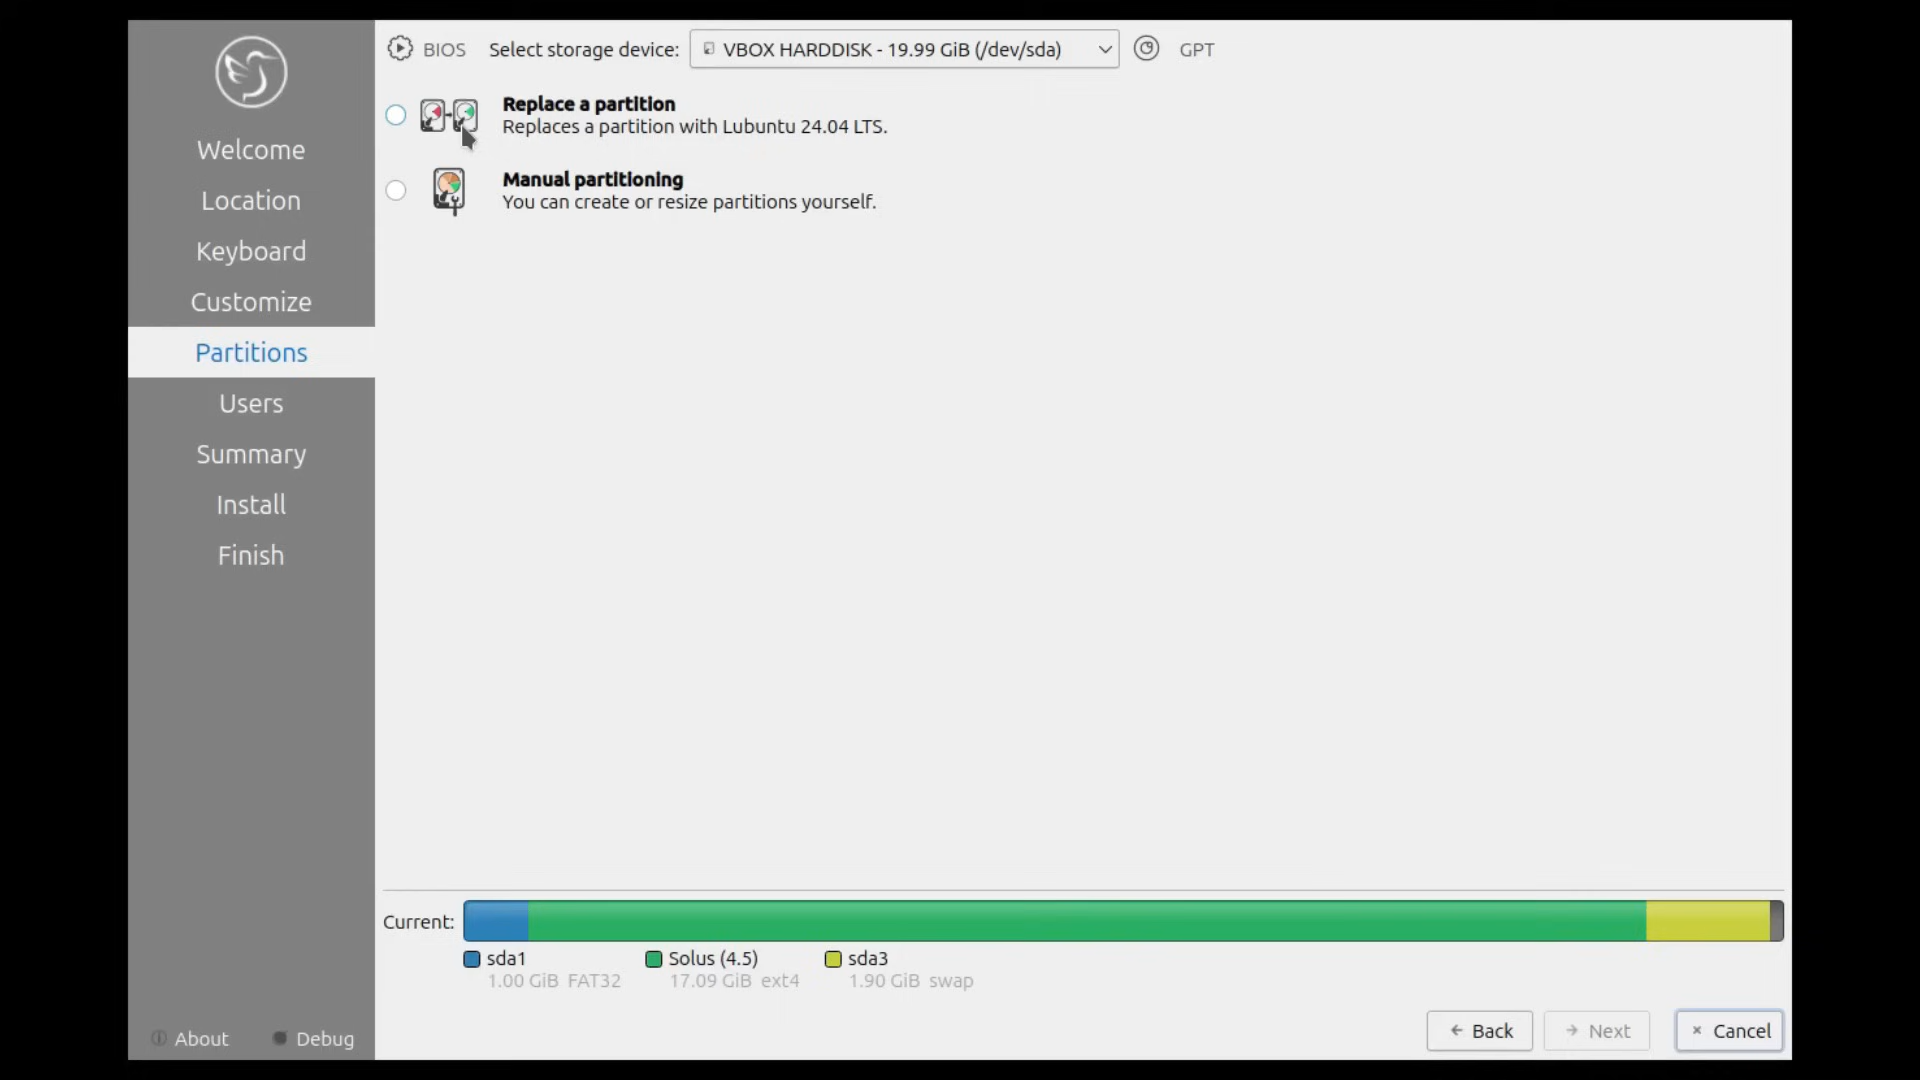 BIOS Select storage device: VBOX HARDDISK - 19.99 GiB (/dev/sda) GPT
Replace a partition
Replaces a partition with Lubuntu 24.04 LTS.
Manual partitioning
You can create or resize partitions yourself.
Welcome
Location
Keyboard
Customize
Partitions
Users
Summary
Install
Finish
Current:
sda1 Solus (4.5) sda3
1.00 GiB FAT32 17.09 GiB ext4 1.90 GiB swap
About Debug
Back Next Cancel